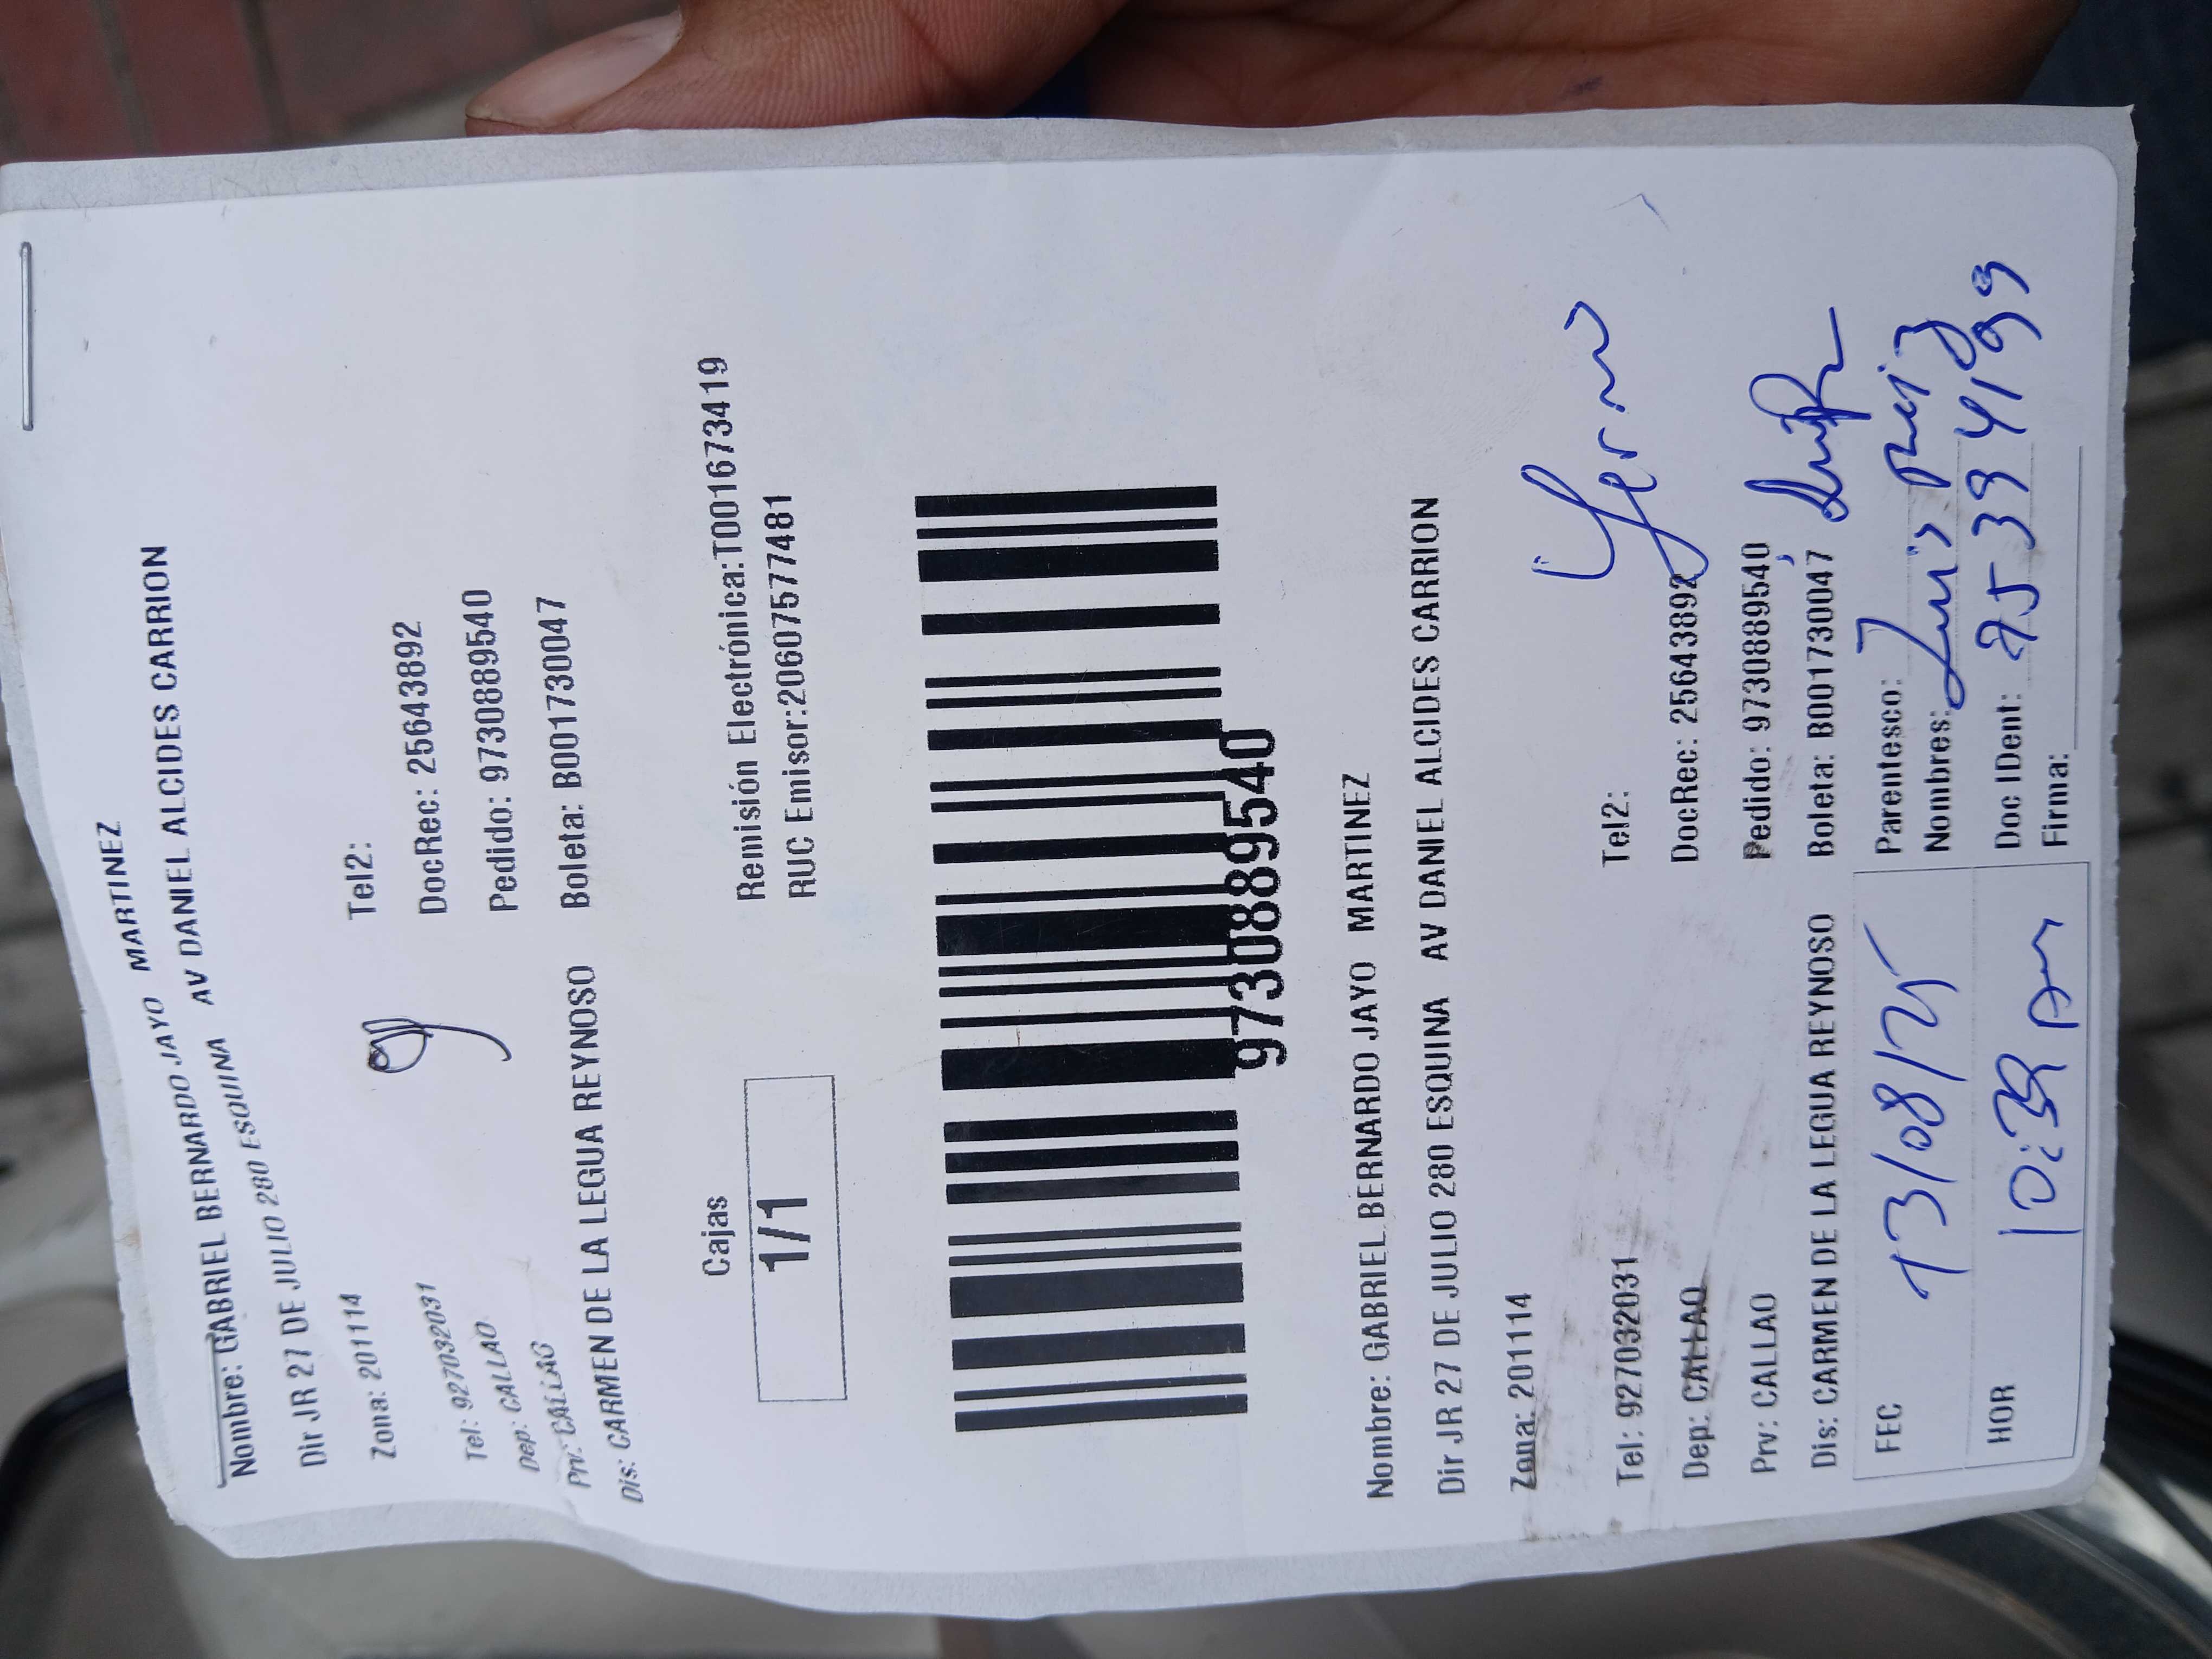 Nombre: GABRIEL BERNARDO JAYO MARTINEZ
Dir JR 27 DE JULIO 280 ESQUINA AV DANIEL ALCIDES CARRION
Zona: 201114
Tel2:
Tel: 927032031
DocRec: 25643892
Dep: CALLAO
Pedido: 9730889540
Prv: CALLAO
Dis: CARMEN DE LA LEGUA REYNOSO
Boleta: B001730047
Cajas
1/1
Remisión Electrónica:T001673419
RUC Emisor:20607577481
9730889540
Nombre: GABRIEL BERNARDO JAYO MARTINEZ
Dir JR 27 DE JULIO 280 ESQUINA AV DANIEL ALCIDES CARRION
Zona: 201114
Tel2:
Tel: 927032031
DocRec: 25643892
Dep: CALLAO
Pedido: 9730889540
Prv: CALLAO
Dis: CARMEN DE LA LEGUA REYNOSO Boleta: B001730047
FEC 13/08/25
Parentesco:
Nombres: Luis Ruiz
HOR
Doc IDent:
Firma: